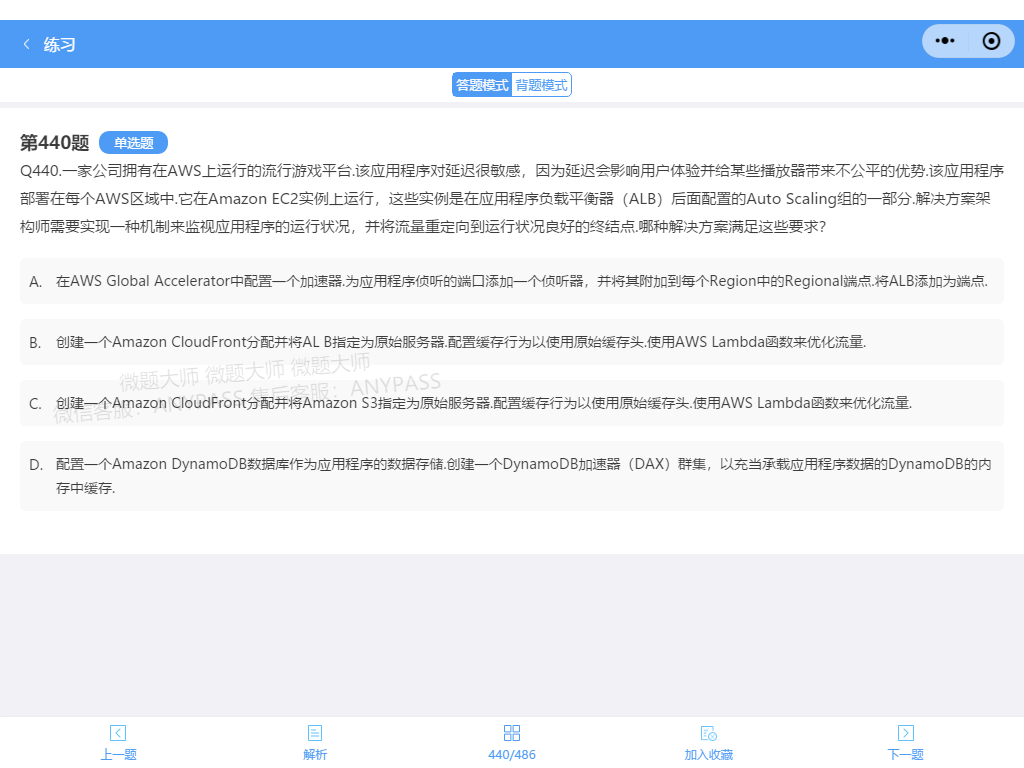 练习
答题模式 背题模式
第440题 单选题
Q440.一家公司拥有在AWS上运行的流行游戏平台.该应用程序对延迟很敏感，因为延迟会影响用户体验并给某些播放器带来不公平的优势.该应用程序
部署在每个AWS区域中.它在Amazon EC2实例上运行，这些实例是在应用程序负载平衡器（ALB）后面配置的Auto Scaling组的一部分.解决方案架
构师需要实现一种机制来监视应用程序的运行状况，并将流量重定向到运行状况良好的终结点.哪种解决方案满足这些要求?
A. 在AWS Global Accelerator中配置一个加速器.为应用程序侦听的端口添加一个侦听器，并将其附加到每个Region中的Regional端点.将ALB添加为端点.
B. 创建一个Amazon CloudFront分配并将AL B指定为原始服务器.配置缓存行为以使用原始缓存头.使用AWS Lambda函数来优化流量.
微题大师 微题大师 微题大师
微信客服：ANYPASS 售后客服：ANYPASS
C. 创建一个Amazon CloudFront分配并将Amazon S3指定为原始服务器.配置缓存行为以使用原始缓存头.使用AWS Lambda函数来优化流量.
D. 配置一个Amazon DynamoDB数据库作为应用程序的数据存储.创建一个DynamoDB加速器（DAX）群集，以充当承载应用程序数据的DynamoDB的内
存中缓存.
上一题 解析 440/486 加入收藏 下一题